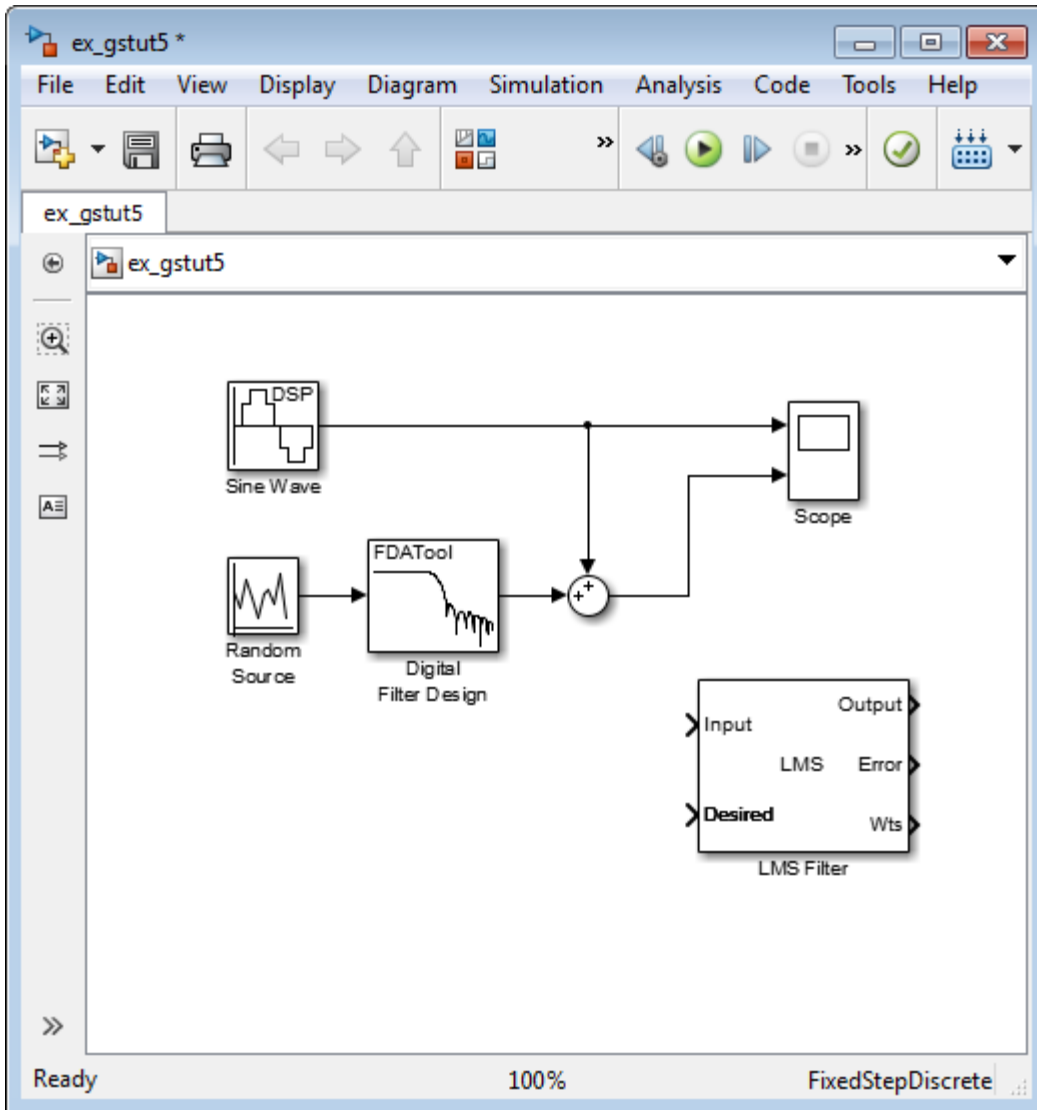 ex_gstut5 *
File Edit View Display Diagram Simulation Analysis Code Tools Help
ex_gstut5
ex_gstut5
DSP
Sine Wave
Scope
FDATool
Random
Source
Digital
Filter Design
Output
Input
LMS Error
Desired
Wts
LMS Filter
Ready 100% FixedStepDiscrete